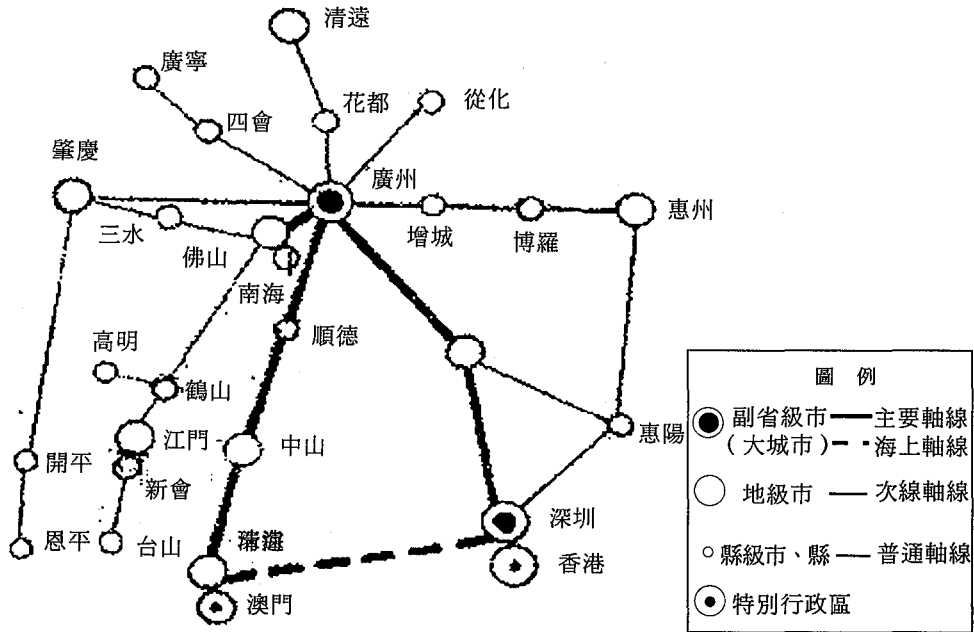 清遠
廣寧
花都
從化
四會
肇慶
廣州
三水
佛山
增城
博羅
惠州
南海
順德
高明
鶴山
江門
中山
惠陽
開平
新會
深圳
恩平
台山
香港
澳門
圖 例
副省級市
(大城市)
主要軸線
海上軸線
地級市
次線軸線
縣級市、縣
普通軸線
特別行政區